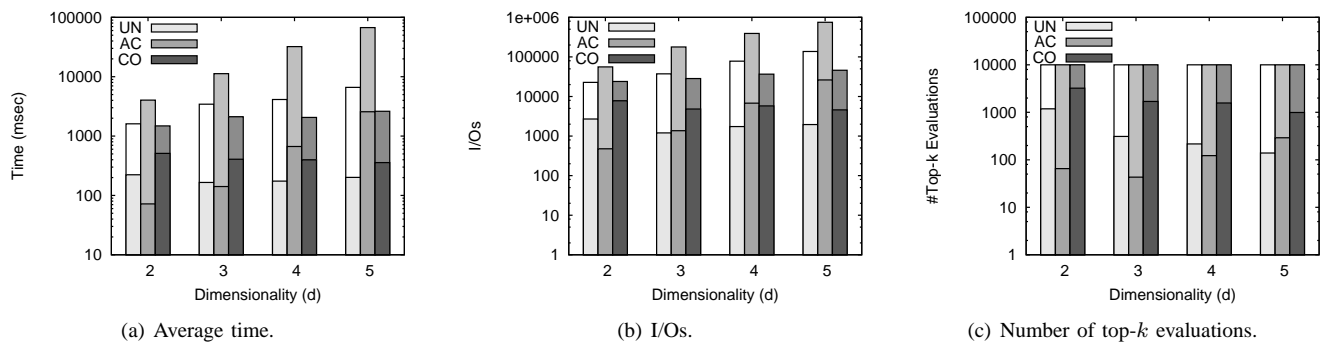 100000
10000
1000
100
10
Time (msec)
UN
AC
CO
2 3 4 5
Dimensionality (d)
(a) Average time.
1e+006
100000
10000
1000
100
10
1
I/Os
UN
AC
CO
2 3 4 5
Dimensionality (d)
(b) I/Os.
100000
10000
1000
100
10
1
#Top-k Evaluations
UN
AC
CO
2 3 4 5
Dimensionality (d)
(c) Number of top-k evaluations.